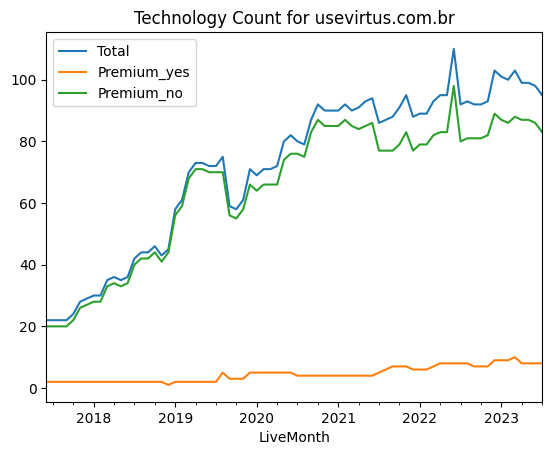 Technology Count for usevirtus.com.br
Total
Premium_yes
Premium_no
100
80
60
40
20
0
2018 2019 2020 2021 2022 2023
LiveMonth